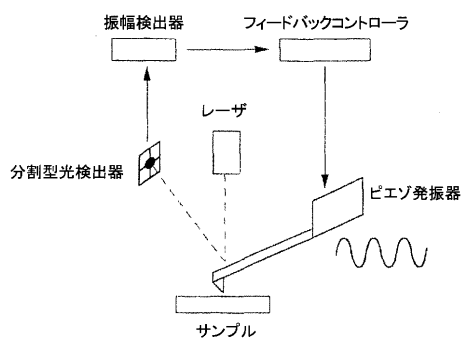 振幅検出器
フィードバックコントローラ
レーザ
分割型光検出器
ピエゾ発振器
サンプル